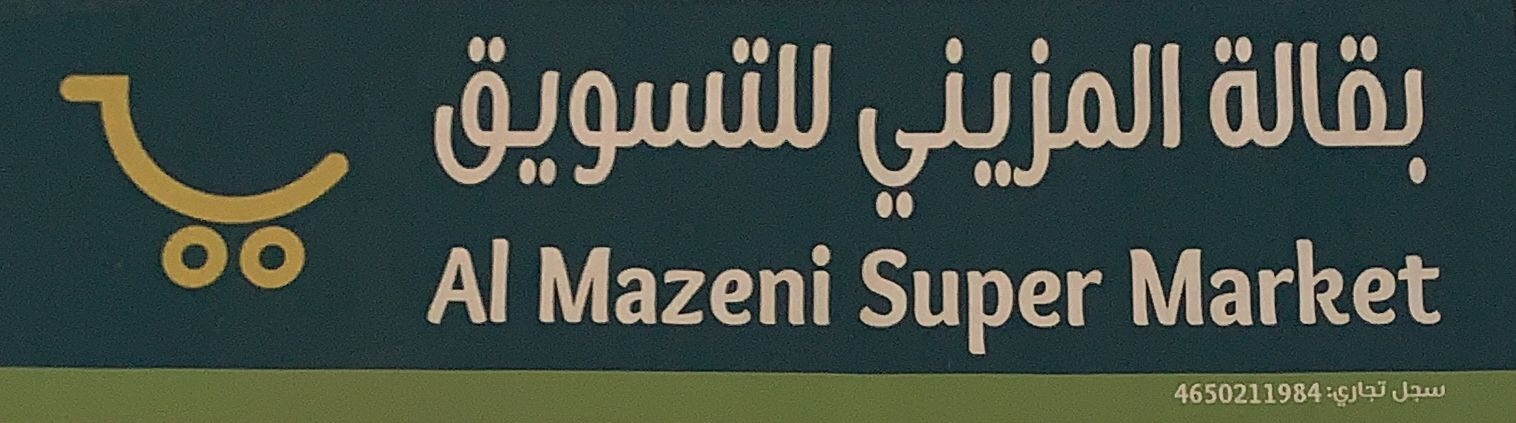 بقالة المزيني للتسويق
Al Mazeni Super Market
سجل تجاري: 4650211984